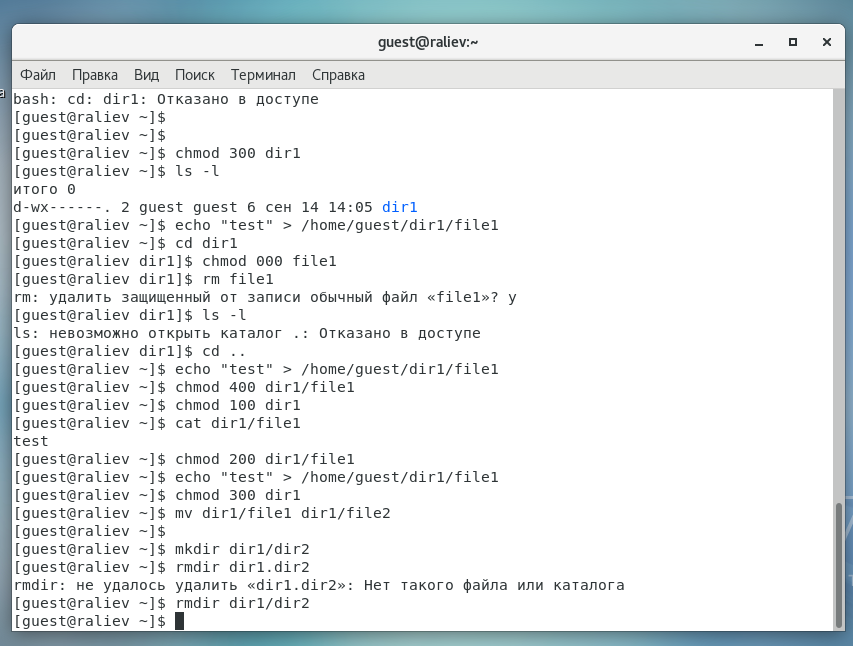 guest@raliev:~
Файл Правка Вид Поиск Терминал Справка
а
bash: cd: dir1: Отказано в доступе
[guest@raliev ~]$
[guest@raliev ~]$
[guest@raliev ~]$ chmod 300 dir1
[guest@raliev ~]$ ls -l
итого 0
d-wx------. 2 guest guest 6 сен 14 14:05 dir1
[guest@raliev ~]$ echo "test" > /home/guest/dir1/file1
[guest@raliev ~]$ cd dir1
[guest@raliev dir1]$ chmod 000 file1
[guest@raliev dir1]$ rm file1
rm: удалить защищенный от записи обычный файл «file1»? y
[guest@raliev dir1]$ ls -l
ls: невозможно открыть каталог .: Отказано в доступе
[guest@raliev dir1]$ cd ..
[guest@raliev ~]$ echo "test" > /home/guest/dir1/file1
[guest@raliev ~]$ chmod 400 dir1/file1
[guest@raliev ~]$ chmod 100 dir1
[guest@raliev ~]$ cat dir1/file1
test
[guest@raliev ~]$ chmod 200 dir1/file1
[guest@raliev ~]$ echo "test" > /home/guest/dir1/file1
[guest@raliev ~]$ chmod 300 dir1
[guest@raliev ~]$ mv dir1/file1 dir1/file2
[guest@raliev ~]$
[guest@raliev ~]$ mkdir dir1/dir2
[guest@raliev ~]$ rmdir dir1.dir2
rmdir: не удалось удалить «dir1.dir2»: Нет такого файла или каталога
[guest@raliev ~]$ rmdir dir1/dir2
[guest@raliev ~]$